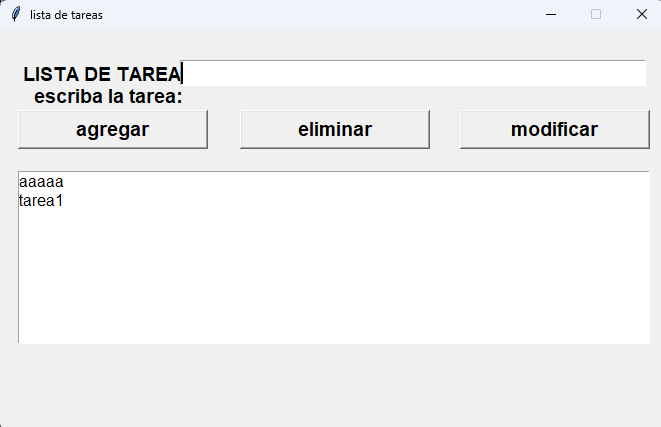 lista de tareas
LISTA DE TAREA
escriba la tarea:
agregar eliminar modificar
aaaaa
tarea1